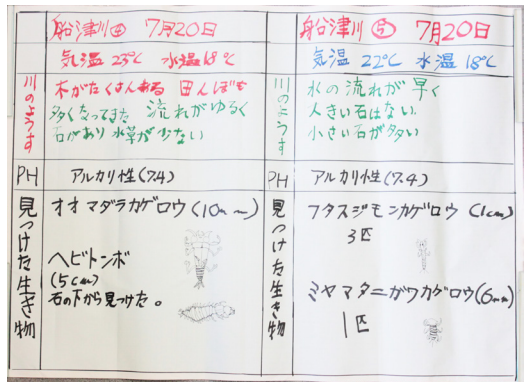 船津川④ 7月20日
気温 23℃ 水温18℃
川のようす
木がたくさんある 田んぼも
多くなってきた 流れがゆるく
石があり 水草が少ない
PH
アルカリ性(7.4)
見つけた生き物
オオマダラカゲロウ(10mm)
ヘビトンボ
(5cm)
石の下から見つけた。
船津川⑤ 7月20日
気温 22℃ 水温18℃
川のようす
水の流れが早く
大きい石はない
小さい石が多い
PH
アルカリ性(7.4)
見つけた生き物
フタスジモンカゲロウ(1cm)
3匹
ミヤマタニガワカゲロウ(6mm)
1匹